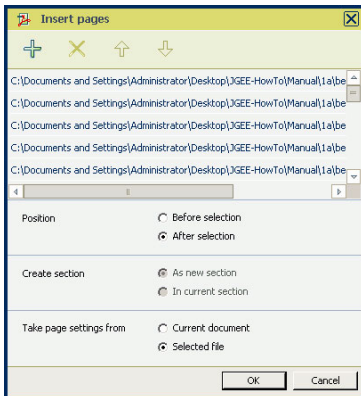 Insert pages
C:\Documents and Settings\Administrator\Desktop\JGEE-HowTo\Manual\1a\be
C:\Documents and Settings\Administrator\Desktop\JGEE-HowTo\Manual\1a\be
C:\Documents and Settings\Administrator\Desktop\JGEE-HowTo\Manual\1a\be
C:\Documents and Settings\Administrator\Desktop\JGEE-HowTo\Manual\1a\be
C:\Documents and Settings\Administrator\Desktop\JGEE-HowTo\Manual\1a\be
Position Before selection
After selection
Create section As new section
In current section
Take page settings from Current document
Selected file
OK Cancel